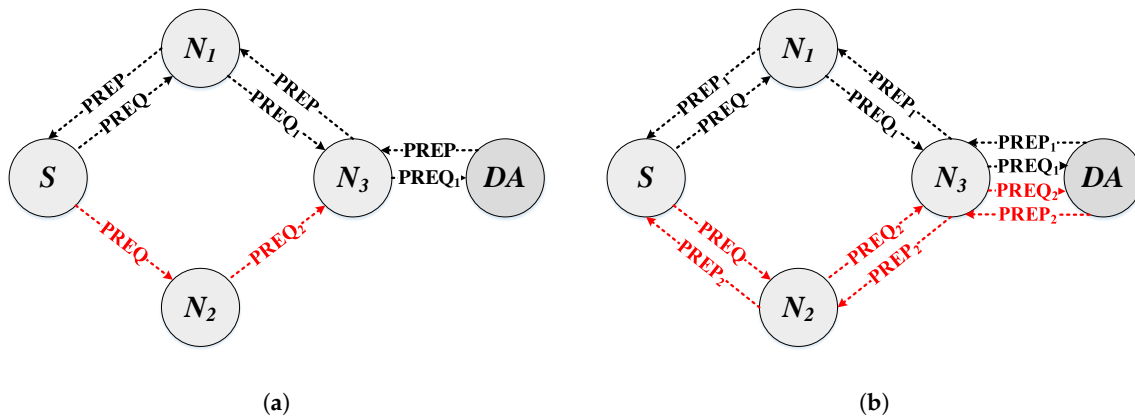 N₁
PREP
PREQ
PREQ₁
PREP
S
N₃
PREP
PREQ₁
DA
PREQ
PREQ₂
N₂
(a)
N₁
PREP₁
PREQ
PREQ₁
PREP₁
S
N₃
PREP₁
PREQ₁
PREQ₂
PREP₂
DA
PREQ
PREP₂
PREQ₂
PREP₂
N₂
(b)